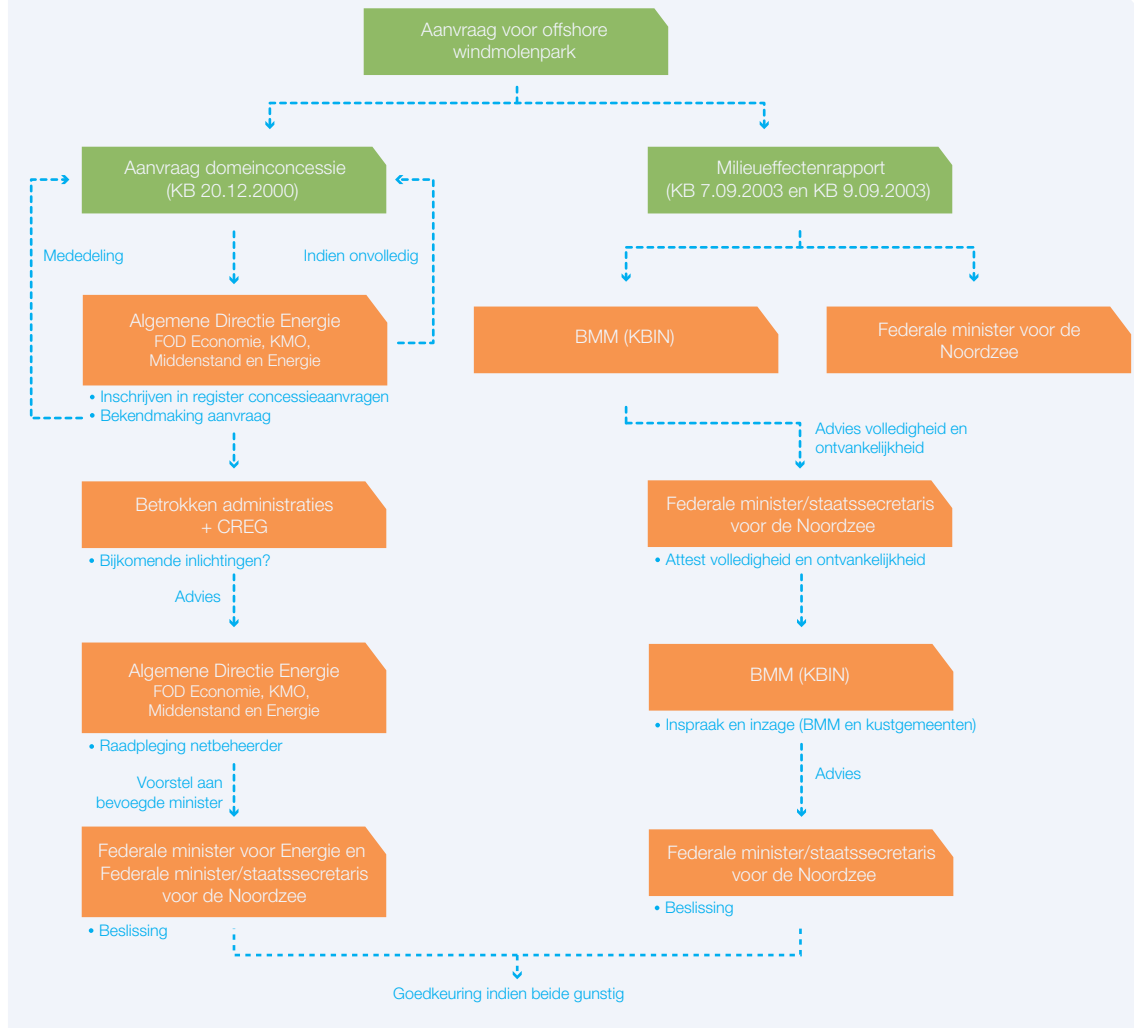 Aanvraag voor offshore
windmolenpark
Aanvraag domeinconcessie
(KB 20.12.2000)
Milieueffectenrapport
(KB 7.09.2003 en KB 9.09.2003)
Mededeling
Indien onvolledig
Algemene Directie Energie
FOD Economie, KMO,
Middenstand en Energie
• Inschrijven in register concessieaanvragen
• Bekendmaking aanvraag
BMM (KBIN)
Federale minister voor de
Noordzee
Advies volledigheid en
ontvankelijkheid
Betrokken administraties
+ CREG
• Bijkomende inlichtingen?
Federale minister/staatssecretaris
voor de Noordzee
• Attest volledigheid en ontvankelijkheid
Advies
Algemene Directie Energie
FOD Economie, KMO,
Middenstand en Energie
• Raadpleging netbeheerder
BMM (KBIN)
• Inspraak en inzage (BMM en kustgemeenten)
Voorstel aan
bevoegde minister
Advies
Federale minister voor Energie en
Federale minister/staatssecretaris
voor de Noordzee
• Beslissing
Federale minister/staatssecretaris
voor de Noordzee
• Beslissing
Goedkeuring indien beide gunstig